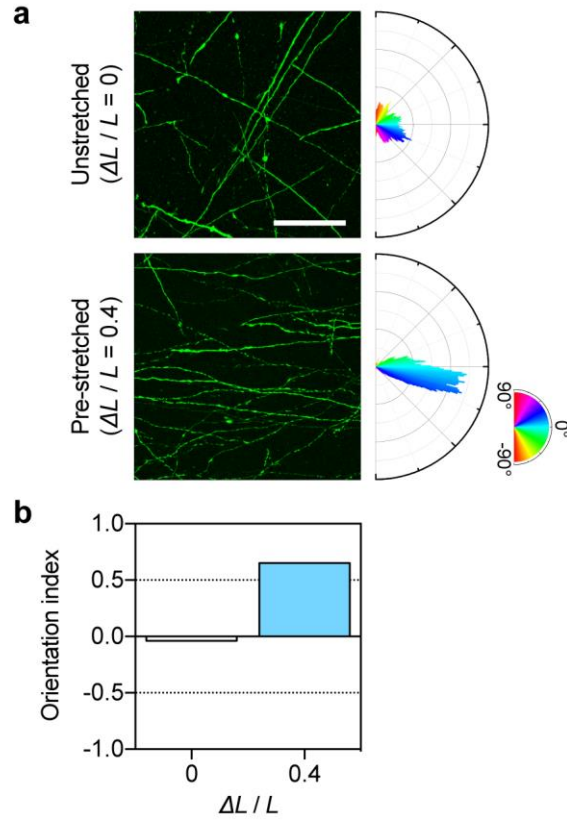 a
Unstretched
(ΔL / L = 0)
Pre-stretched
(ΔL / L = 0.4)
90°
0°
-90°
b
Orientation index
1.0
0.5
0.0
-0.5
-1.0
0
0.4
ΔL / L